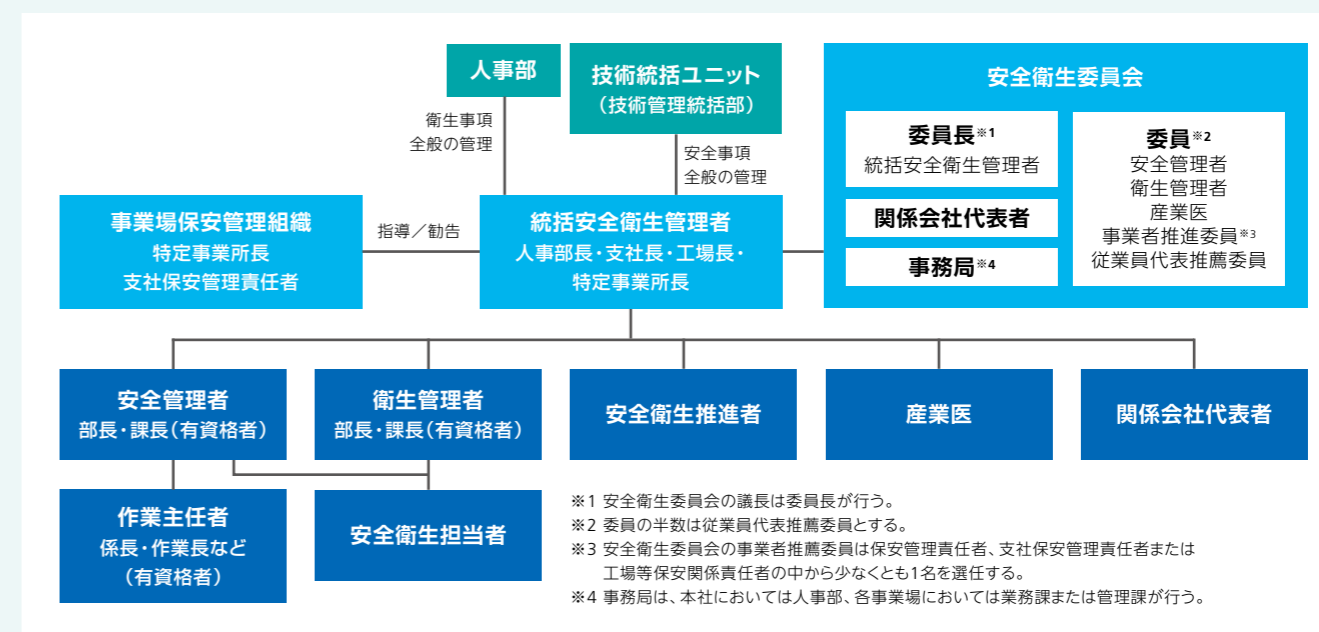 人事部
技術統括ユニット
（技術管理統括部）
衛生事項
全般の管理
安全事項
全般の管理
安全衛生委員会
委員長※1
統括安全衛生管理者
関係会社代表者
事務局※4
委員※2
安全管理者
衛生管理者
産業医
事業者推進委員※3
従業員代表推薦委員
事業場保安管理組織
特定事業所長
支社保安管理責任者
指導／勧告
統括安全衛生管理者
人事部長・支社長・工場長・
特定事業所長
安全管理者
部長・課長（有資格者）
衛生管理者
部長・課長（有資格者）
安全衛生推進者
産業医
関係会社代表者
作業主任者
係長・作業長など
（有資格者）
安全衛生担当者
※1 安全衛生委員会の議長は委員長が行う。
※2 委員の半数は従業員代表推薦委員とする。
※3 安全衛生委員会の事業者推薦委員は保安管理責任者、支社保安管理責任者または
工場等保安関係責任者の中から少なくとも1名を選任する。
※4 事務局は、本社においては人事部、各事業場においては業務課または管理課が行う。